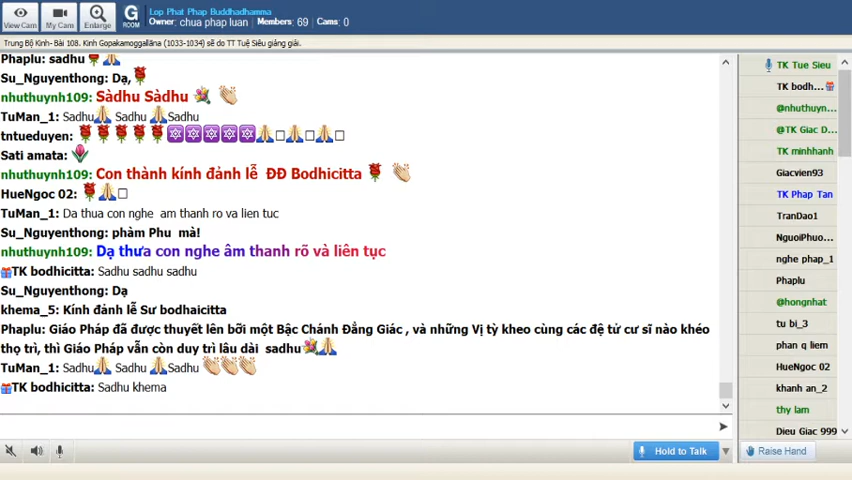 Lop Phat Phap Buddhadhamma
Owner: chua phap luan Members: 69 Cams: 0
View Cam My Cam Enlarge G ROOM
Trung Bộ Kinh- Bài 108. Kinh Gopakamoggallāna (1033-1034) sẽ do TT Tuệ Siêu giảng giải.
Phaplu: sadhu
Su_Nguyenthong: Dạ,
nhuthuynh109: Sàdhu Sàdhu
TuMan_1: Sadhu Sadhu Sadhu
tntueduyen:
Sati amata:
nhuthuynh109: Con thành kính đảnh lễ ĐĐ Bodhicitta
HueNgoc 02:
TuMan_1: Da thua con nghe am thanh ro va lien tuc
Su_Nguyenthong: phàm Phu mà!
nhuthuynh109: Dạ thưa con nghe âm thanh rõ và liên tục
TK bodhicitta: Sadhu sadhu sadhu
Su_Nguyenthong: Dạ
khema_5: Kính đảnh lễ Sư bodhaicitta
Phaplu: Giáo Pháp đã được thuyết lên bỡi một Bậc Chánh Đẳng Giác , và những Vị tỳ kheo cùng các đệ tử cư sĩ nào khéo
thọ trì, thì Giáo Pháp vẫn còn duy trì lâu dài sadhu
TuMan_1: Sadhu Sadhu Sadhu
TK bodhicitta: Sadhu khema
Hold to Talk
TK Tue Sieu
TK bodh...
@nhuthuyn...
@TK Giac D...
TK minhhanh
Giacvien93
TK Phap Tan
TranDao1
NguoiPhuo...
nghe phap_1
Phaplu
@hongnhat
tu bi_3
phan q liem
HueNgoc 02
khanh an_2
thy lam
Dieu Giac 999
Raise Hand